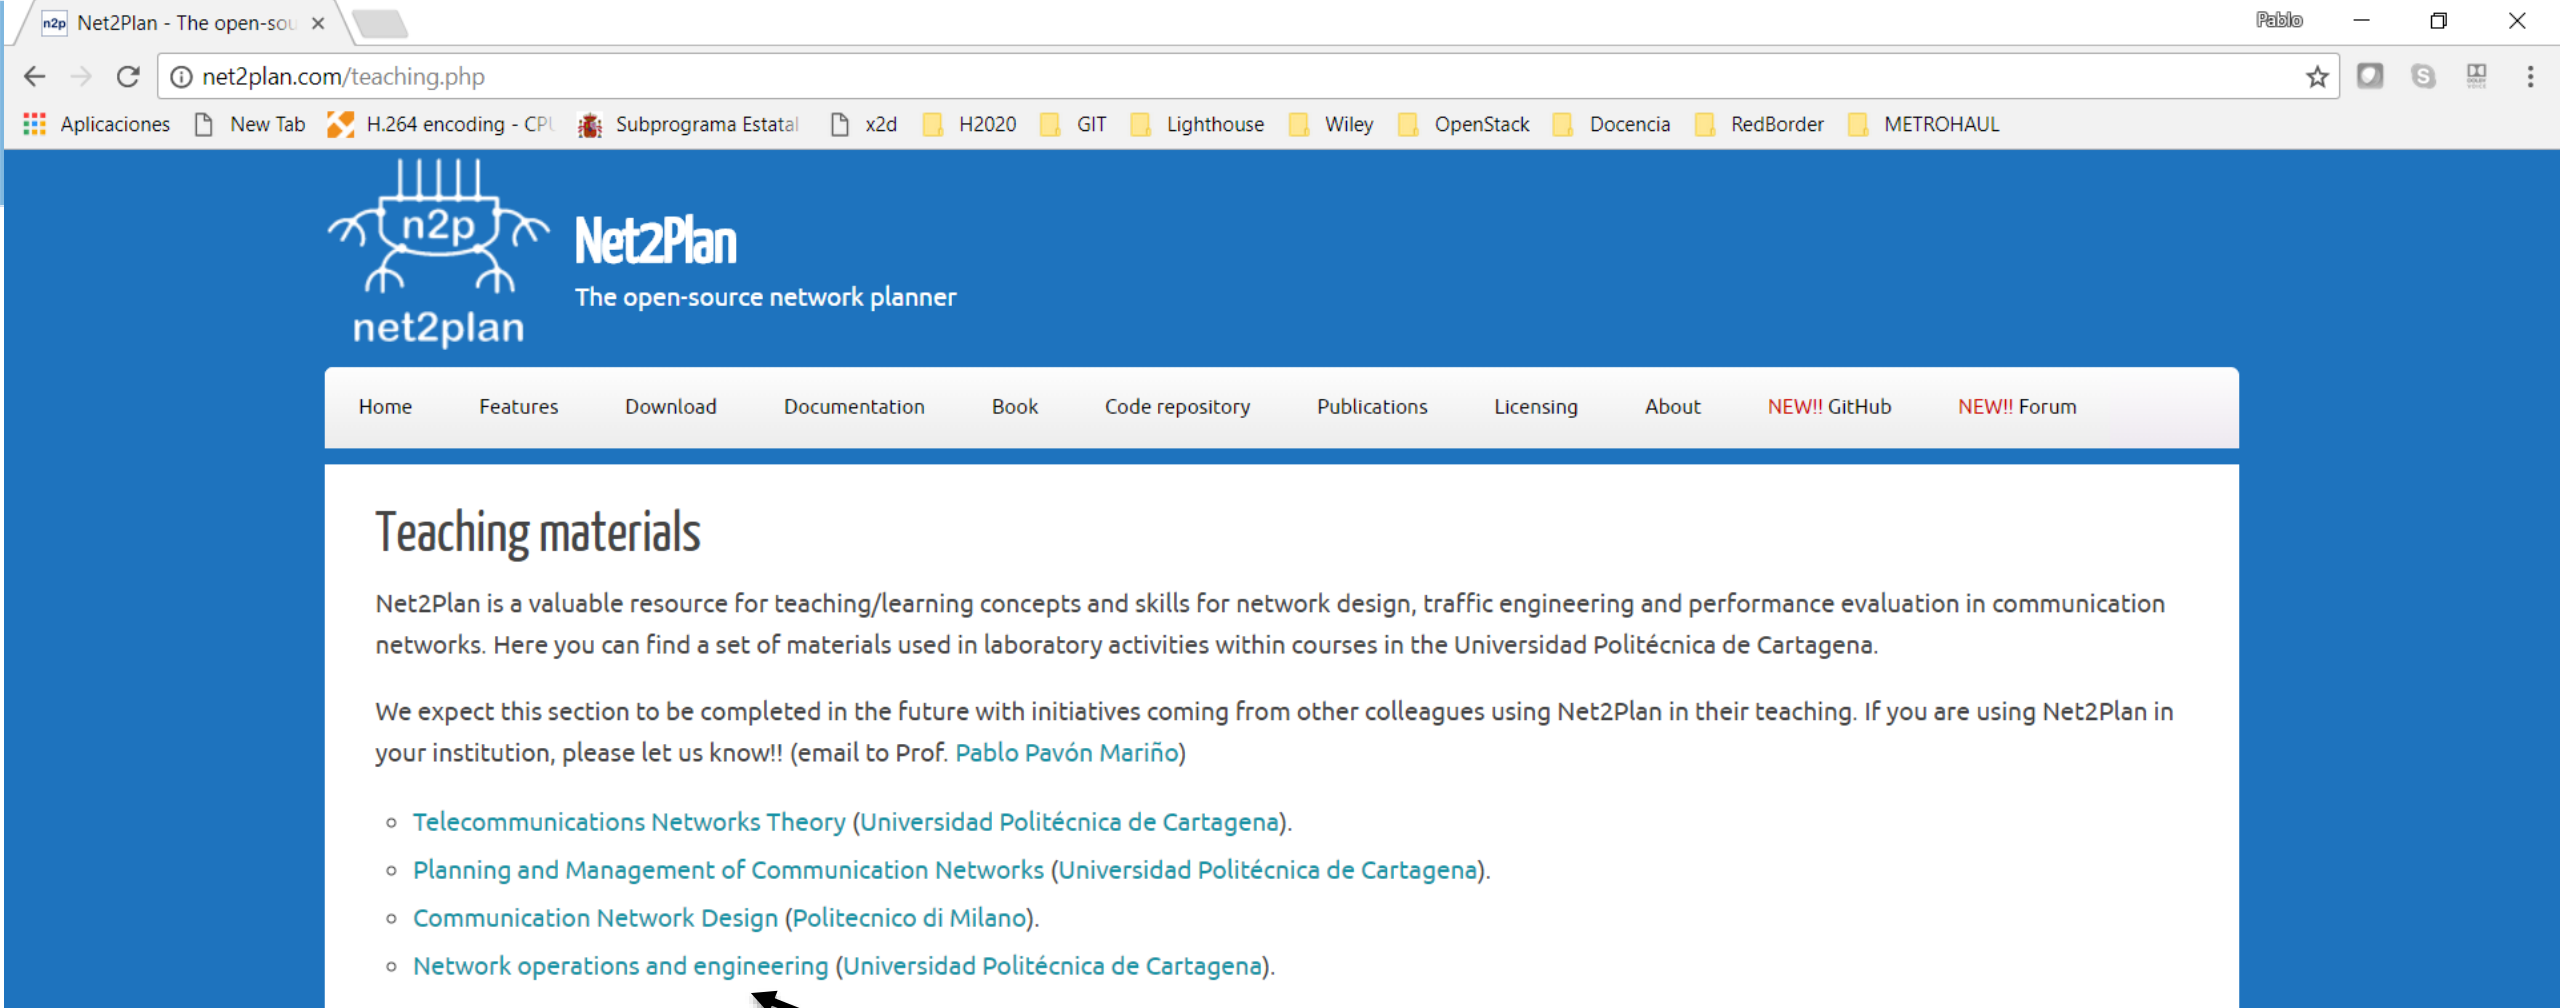 n2p Net2Plan - The open-sou
Pablo
net2plan.com/teaching.php
Aplicaciones New Tab H.264 encoding - CPU Subprograma Estatal x2d H2020 GIT Lighthouse Wiley OpenStack Docencia RedBorder METROHAUL
n2p
net2plan
Net2Plan
The open-source network planner
Home Features Download Documentation Book Code repository Publications Licensing About NEW!! GitHub NEW!! Forum
Teaching materials
Net2Plan is a valuable resource for teaching/learning concepts and skills for network design, traffic engineering and performance evaluation in communication
networks. Here you can find a set of materials used in laboratory activities within courses in the Universidad Politécnica de Cartagena.
We expect this section to be completed in the future with initiatives coming from other colleagues using Net2Plan in their teaching. If you are using Net2Plan in
your institution, please let us know!! (email to Prof. Pablo Pavón Mariño)
Telecommunications Networks Theory (Universidad Politécnica de Cartagena).
Planning and Management of Communication Networks (Universidad Politécnica de Cartagena).
Communication Network Design (Politecnico di Milano).
Network operations and engineering (Universidad Politécnica de Cartagena).